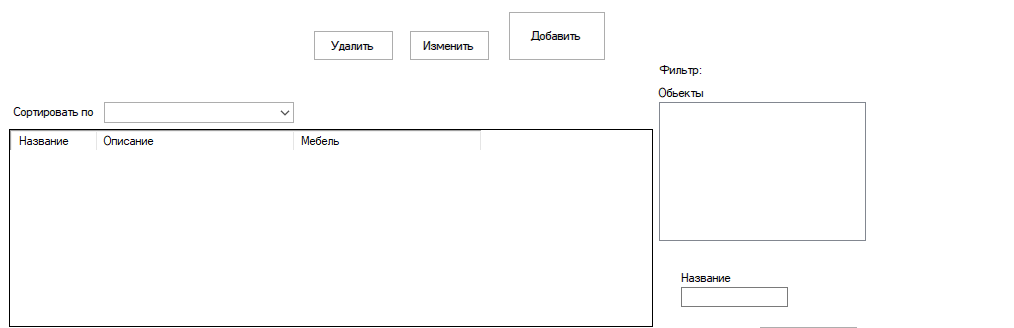 Удалить
Изменить
Добавить
Фильтр:
Обьекты
Сортировать по
Название Описание Мебель
Название